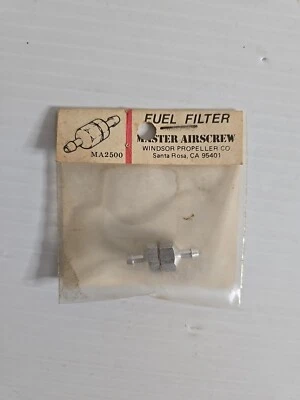 FUEL FILTER
MASTER AIRSCREW
WINDSOR PROPELLER CO.
Santa Rosa, CA 95401
MA2500